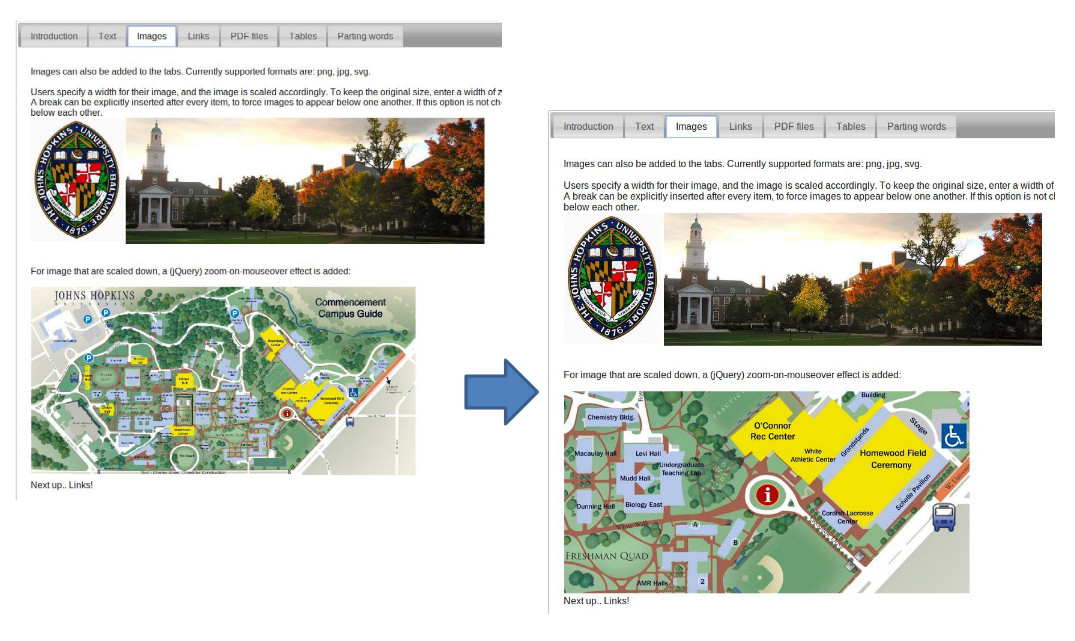 Introduction Text Images Links PDF files Tables Parting words
Images can also be added to the tabs. Currently supported formats are: png, jpg, svg.
Users specify a width for their image, and the image is scaled accordingly. To keep the original size, enter a width of z
A break can be explicitly inserted after every item, to force images to appear below one another. If this option is not ch
below each other.
THE JOHNS HOPKINS UNIVERSITY BALTIMORE
1876
For image that are scaled down, a (jQuery) zoom-on-mouseover effect is added:
JOHNS HOPKINS
UNIVERSITY
Commencement
Campus Guide
P
P
P
P
i
Next up.. Links!
Introduction Text Images Links PDF files Tables Parting words
Images can also be added to the tabs. Currently supported formats are: png, jpg, svg.
Users specify a width for their image, and the image is scaled accordingly. To keep the original size, enter a width of
A break can be explicitly inserted after every item, to force images to appear below one another. If this option is not c
below each other.
THE JOHNS HOPKINS UNIVERSITY BALTIMORE
1876
For image that are scaled down, a (jQuery) zoom-on-mouseover effect is added:
Building
Chemistry Bldg.
O'Connor
Rec Center
Stage
Grandstands
Macaulay Hall
Levi Hall
White
Athletic Center
Homewood Field
Ceremony
Undergraduate
Teaching Lab
Mudd Hall
Schelle Pavilion
i
Dunning Hall
Biology East
Cordish Lacrosse
Center
White Walk
A
B
FRESHMAN QUAD
AMR Halls
2
Next up.. Links!